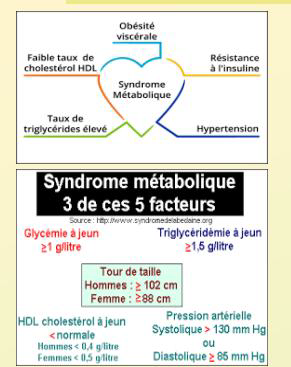 Obésité
viscérale
Faible taux de
cholestérol HDL
Résistance
à l'insuline
Syndrome
Métabolique
Taux de
triglycérides élevé
Hypertension
Syndrome métabolique
3 de ces 5 facteurs
Source : http://www.syndromedelabedaine.org
Glycémie à jeun
≥1 g/litre
Triglycéridémie à jeun
≥1,5 g/litre
Tour de taille
Hommes : ≥ 102 cm
Femme : ≥88 cm
HDL cholestérol à jeun
< normale
Hommes < 0,4 g/litre
Femmes < 0,5 g/litre
Pression artérielle
Systolique > 130 mm Hg
ou
Diastolique ≥ 85 mm Hg